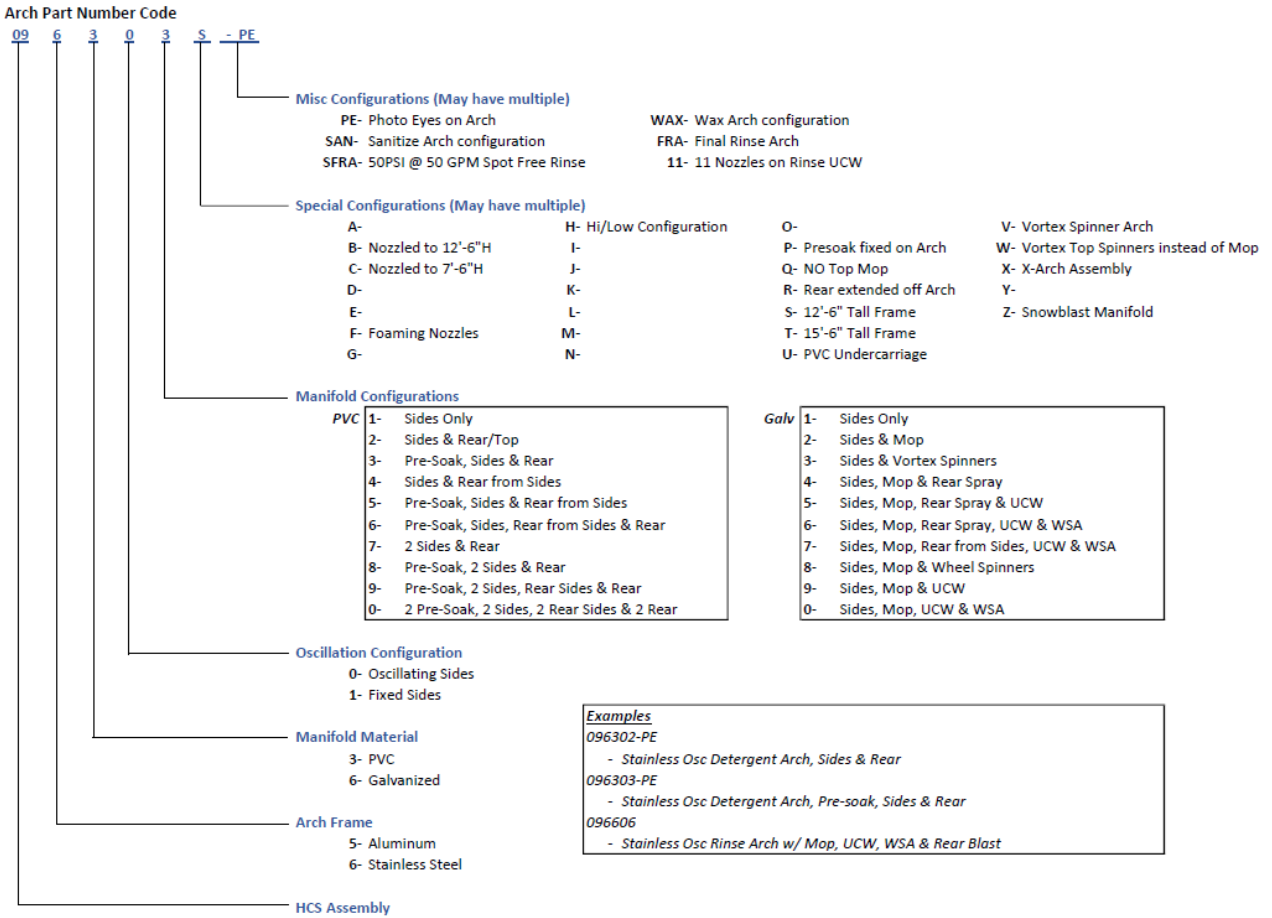 Arch Part Number Code
09 6 3 0 3 S - PE
Misc Configurations (May have multiple)
PE- Photo Eyes on Arch WAX- Wax Arch configuration
SAN- Sanitize Arch configuration FRA- Final Rinse Arch
SFRA- 50PSI @ 50 GPM Spot Free Rinse 11- 11 Nozzles on Rinse UCW
Special Configurations (May have multiple)
A- H- Hi/Low Configuration O- V- Vortex Spinner Arch
B- Nozzled to 12'-6"H I- P- Presoak fixed on Arch W- Vortex Top Spinners instead of Mop
C- Nozzled to 7'-6"H J- Q- NO Top Mop X- X-Arch Assembly
D- K- R- Rear extended off Arch Y-
E- L- S- 12'-6" Tall Frame Z- Snowblast Manifold
F- Foaming Nozzles M- T- 15'-6" Tall Frame
G- N- U- PVC Undercarriage
Manifold Configurations
PVC 1- Sides Only Galv 1- Sides Only
2- Sides & Rear/Top 2- Sides & Mop
3- Pre-Soak, Sides & Rear 3- Sides & Vortex Spinners
4- Sides & Rear from Sides 4- Sides, Mop & Rear Spray
5- Pre-Soak, Sides & Rear from Sides 5- Sides, Mop, Rear Spray & UCW
6- Pre-Soak, Sides, Rear from Sides & Rear 6- Sides, Mop, Rear Spray, UCW & WSA
7- 2 Sides & Rear 7- Sides, Mop, Rear from Sides, UCW & WSA
8- Pre-Soak, 2 Sides & Rear 8- Sides, Mop & Wheel Spinners
9- Pre-Soak, 2 Sides, Rear Sides & Rear 9- Sides, Mop & UCW
0- 2 Pre-Soak, 2 Sides, 2 Rear Sides & 2 Rear 0- Sides, Mop, UCW & WSA
Oscillation Configuration
0- Oscillating Sides
1- Fixed Sides
Manifold Material
3- PVC
6- Galvanized
Arch Frame
5- Aluminum
6- Stainless Steel
HCS Assembly
Examples
096302-PE
- Stainless Osc Detergent Arch, Sides & Rear
096303-PE
- Stainless Osc Detergent Arch, Pre-soak, Sides & Rear
096606
- Stainless Osc Rinse Arch w/ Mop, UCW, WSA & Rear Blast